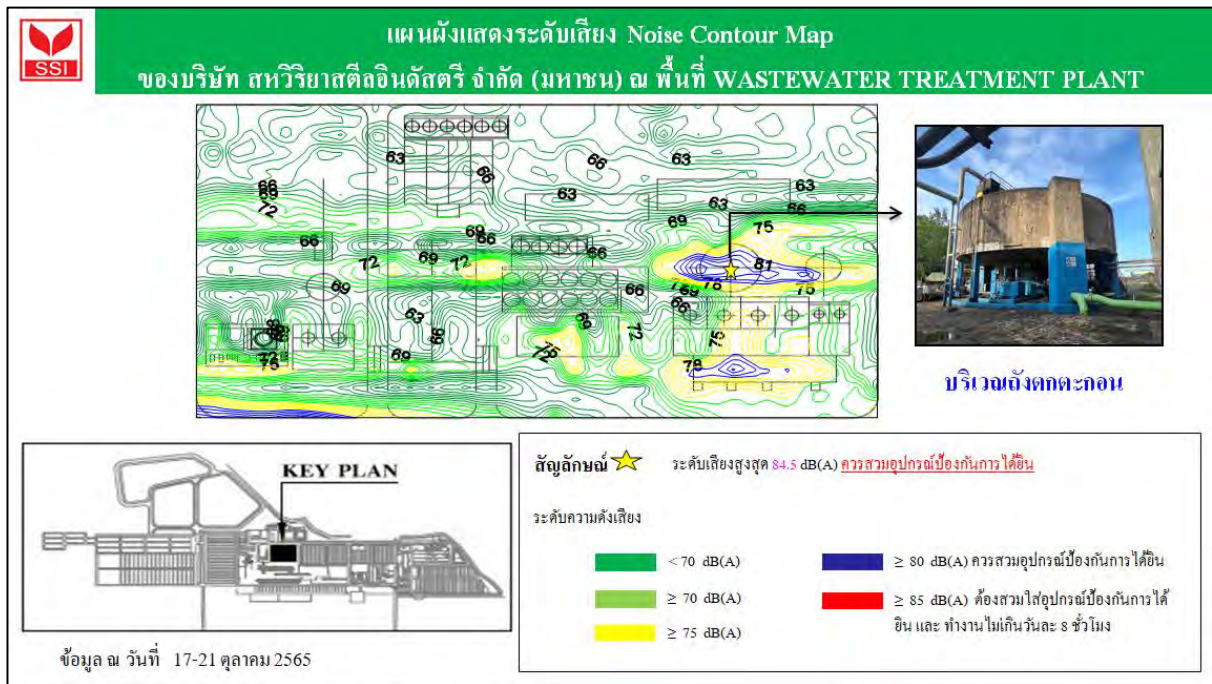 SSI
แผนผังแสดงระดับเสียง Noise Contour Map
ของบริษัท สหวิริยาสตีลอินดัสตรี จำกัด (มหาชน) ณ พื้นที่ WASTEWATER TREATMENT PLANT
63
66
63
66
66
69
72
63
63
63
66
69
75
69
66
66
66
72
69
72
81
69
66
78
69
75
66
63
66
69
72
75
69
72
75
72
75
78
บริเวณถังตกตะกอน
KEY PLAN
ข้อมูล ณ วันที่ 17-21 ตุลาคม 2565
สัญลักษณ์ ระดับเสียงสูงสุด 84.5 dB(A) ควรสวมอุปกรณ์ป้องกันการได้ยิน
ระดับความดังเสียง
< 70 dB(A)
≥ 70 dB(A)
≥ 75 dB(A)
≥ 80 dB(A) ควรสวมอุปกรณ์ป้องกันการได้ยิน
≥ 85 dB(A) ต้องสวมใส่อุปกรณ์ป้องกันการได้
ยิน และ ทำงานไม่เกินวันละ 8 ชั่วโมง